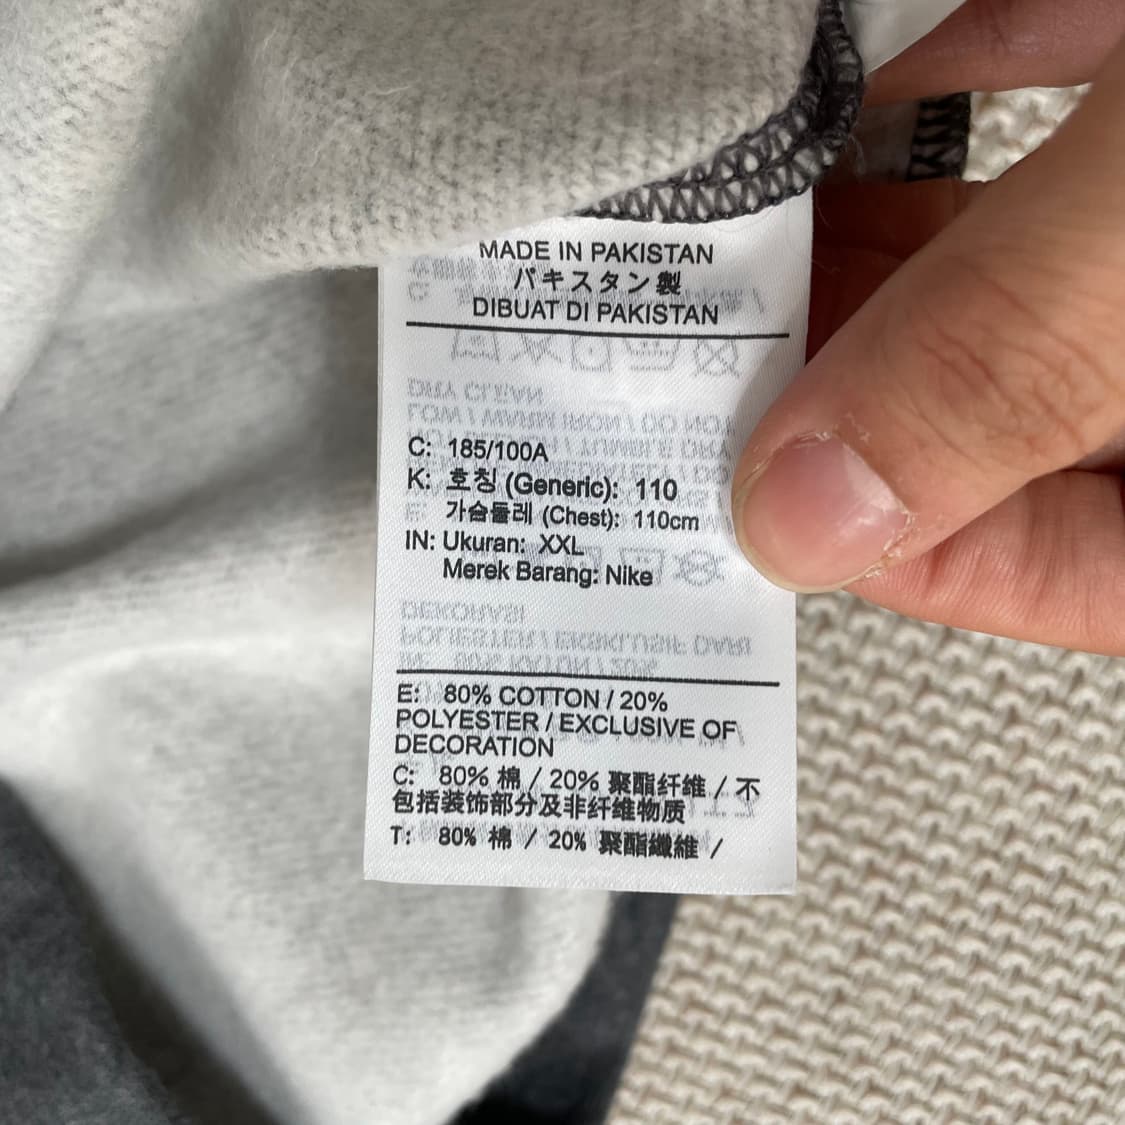 MADE IN PAKISTAN
パキスタン製
DIBUAT DI PAKISTAN
C: 185/100A
K: 호칭 (Generic): 110
가슴둘레 (Chest): 110cm
IN: Ukuran: XXL
Merek Barang: Nike
E: 80% COTTON / 20%
POLYESTER / EXCLUSIVE OF
DECORATION
C: 80% 棉 / 20% 聚酯纤维 / 不
包括装饰部分及非纤维物质
T: 80% 棉 / 20% 聚酯纖維 /